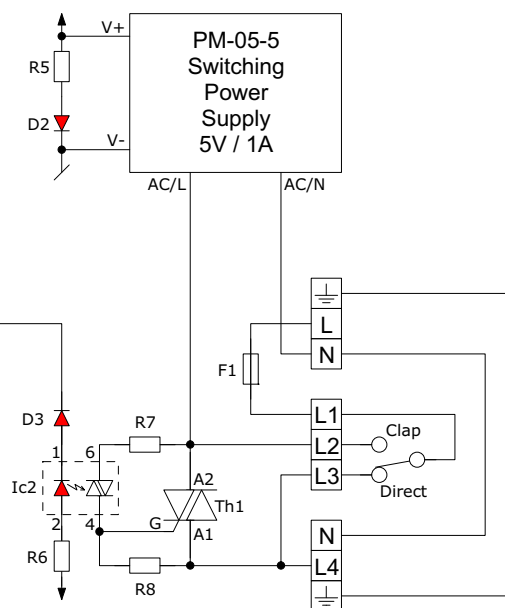 V+
PM-05-5
Switching
Power
Supply
5V / 1A
R5
D2
V-
AC/L
AC/N
L
N
F1
L1
D3
R7
L2
Clap
1
6
L3
Ic2
A2
Th1
Direct
2
4
G
A1
N
R6
R8
L4